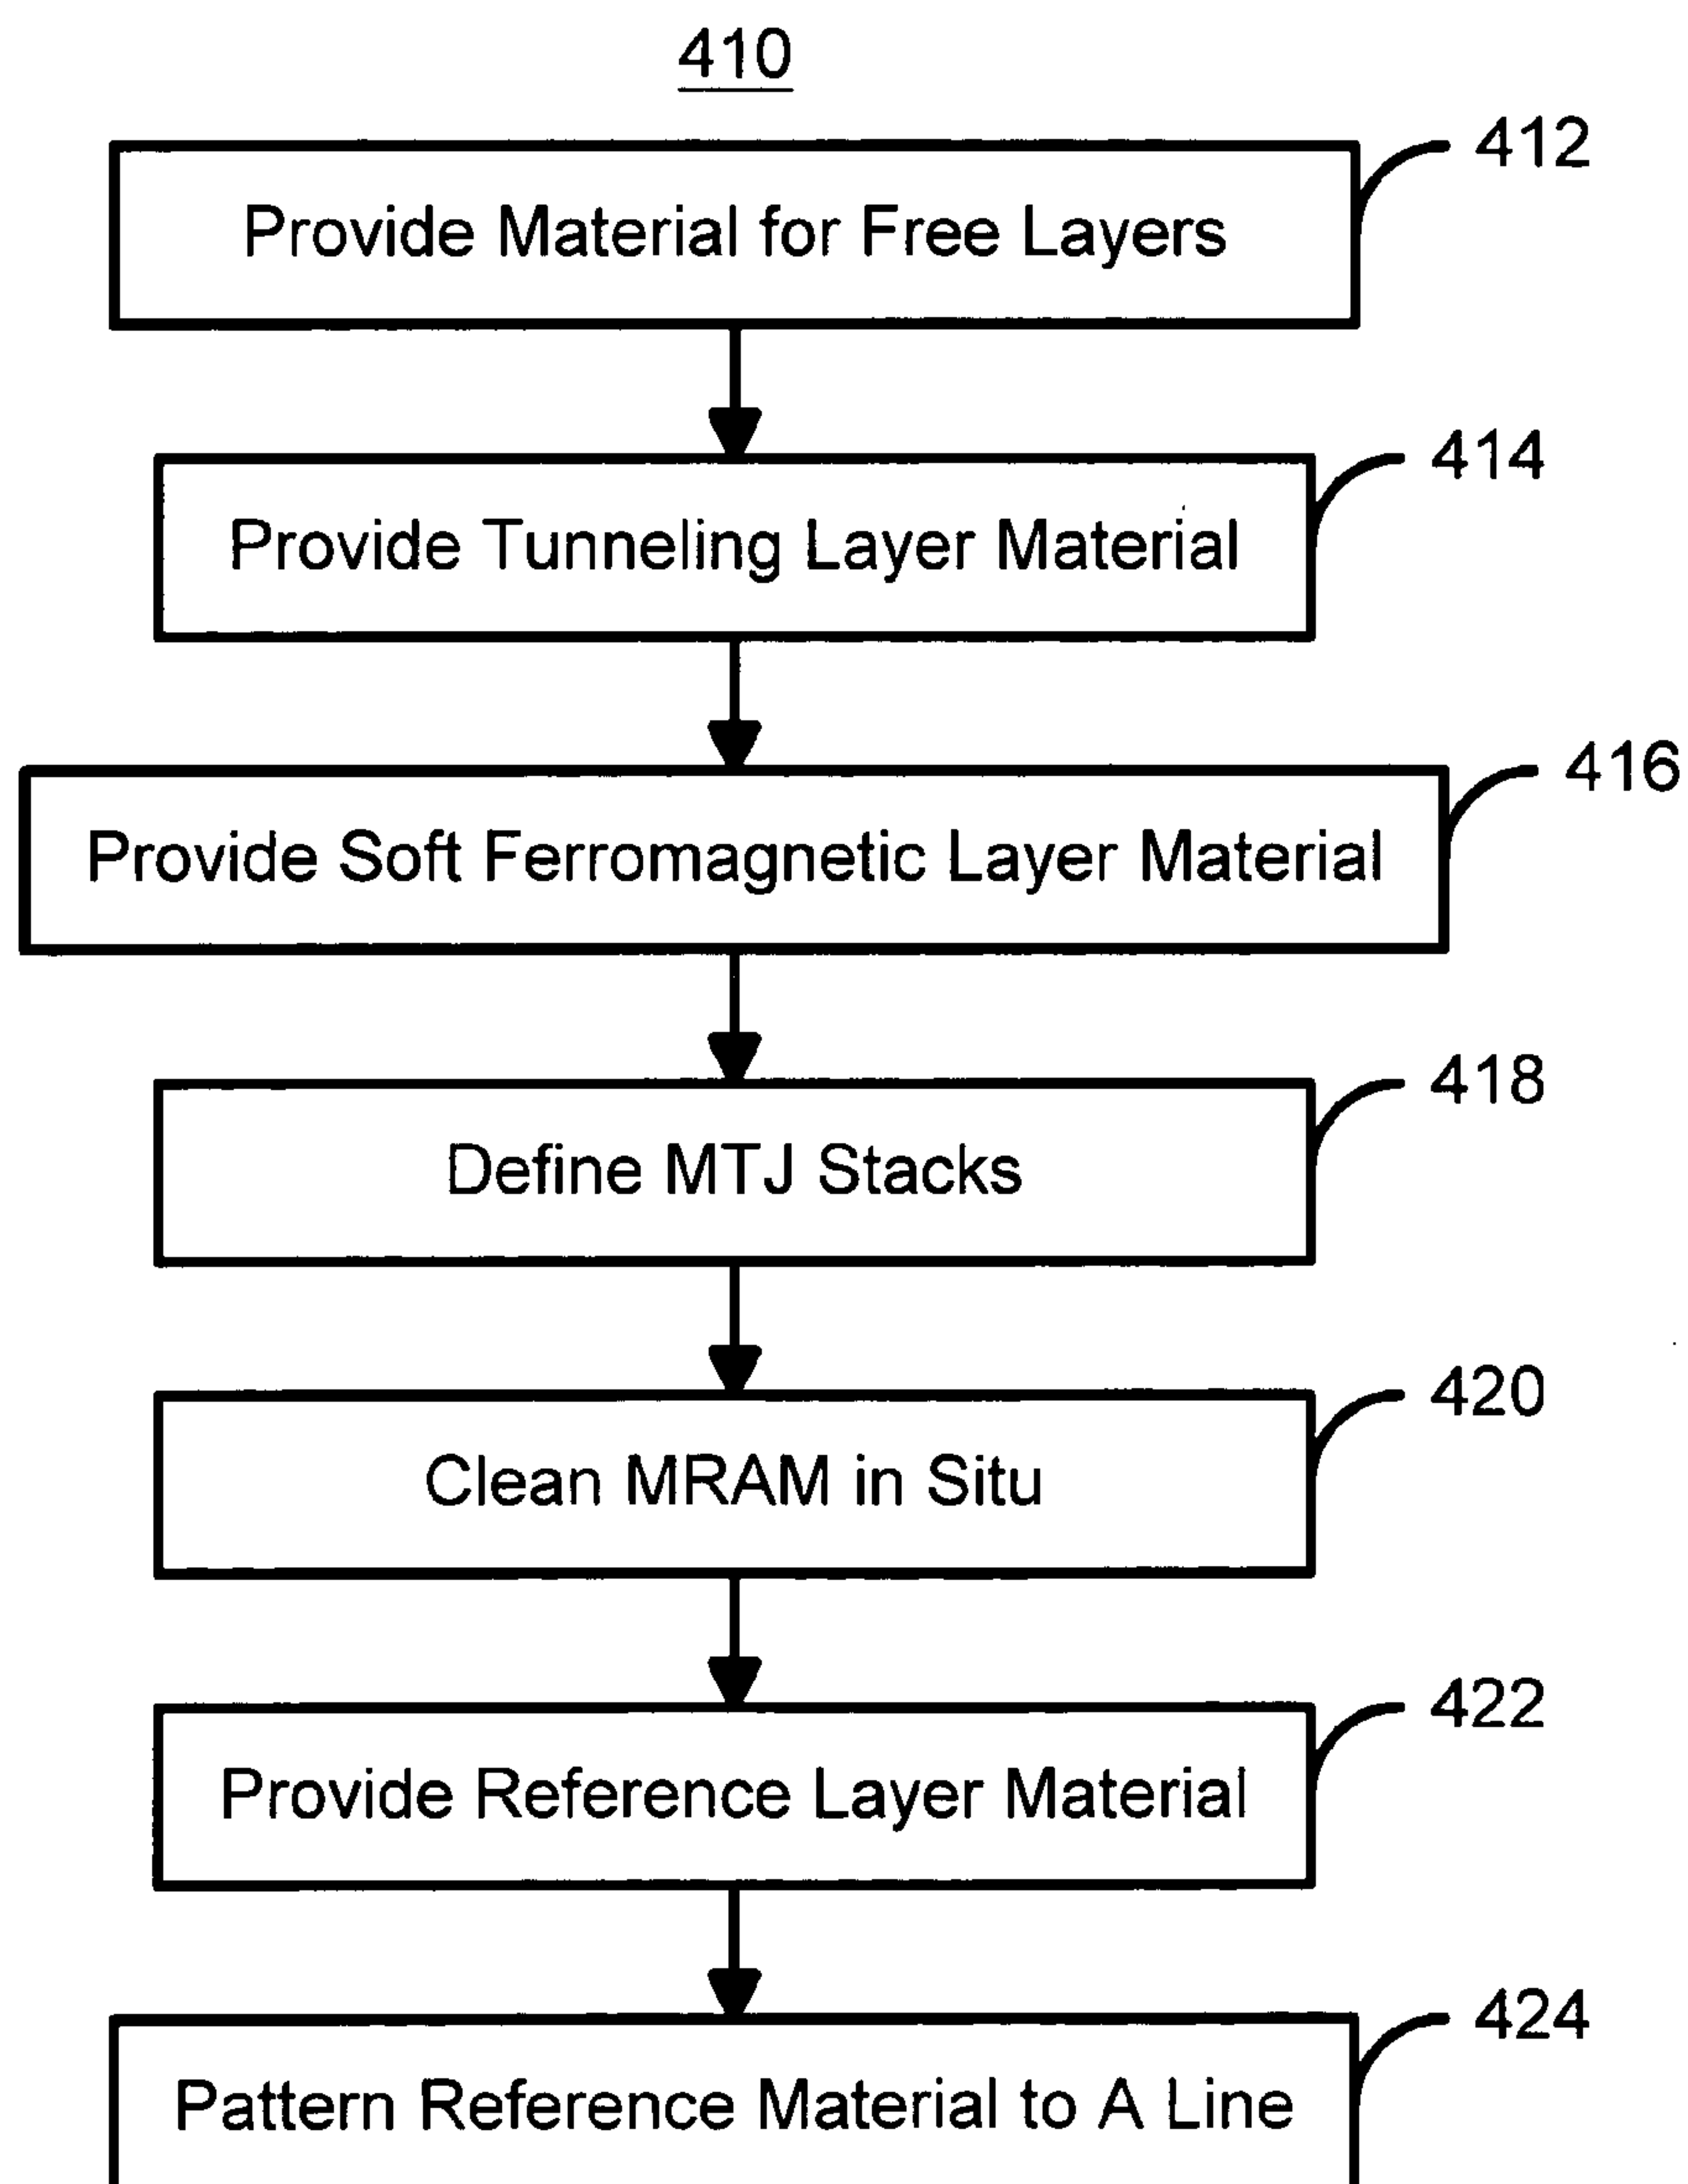 410
412
Provide Material for Free Layers
414
Provide Tunneling Layer Material
416
Provide Soft Ferromagnetic Layer Material
418
Define MTJ Stacks
420
Clean MRAM in Situ
422
Provide Reference Layer Material
424
Pattern Reference Material to A Line